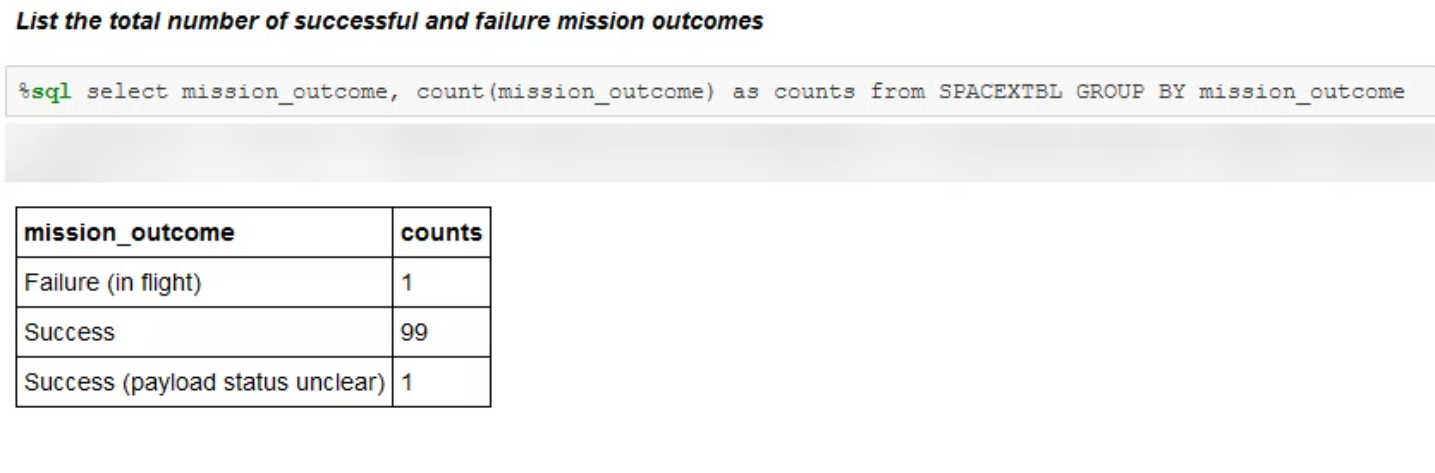 List the total number of successful and failure mission outcomes
%sql select mission_outcome, count(mission_outcome) as counts from SPACEXTBL GROUP BY mission_outcome
mission_outcome counts
Failure (in flight) 1
Success 99
Success (payload status unclear) 1